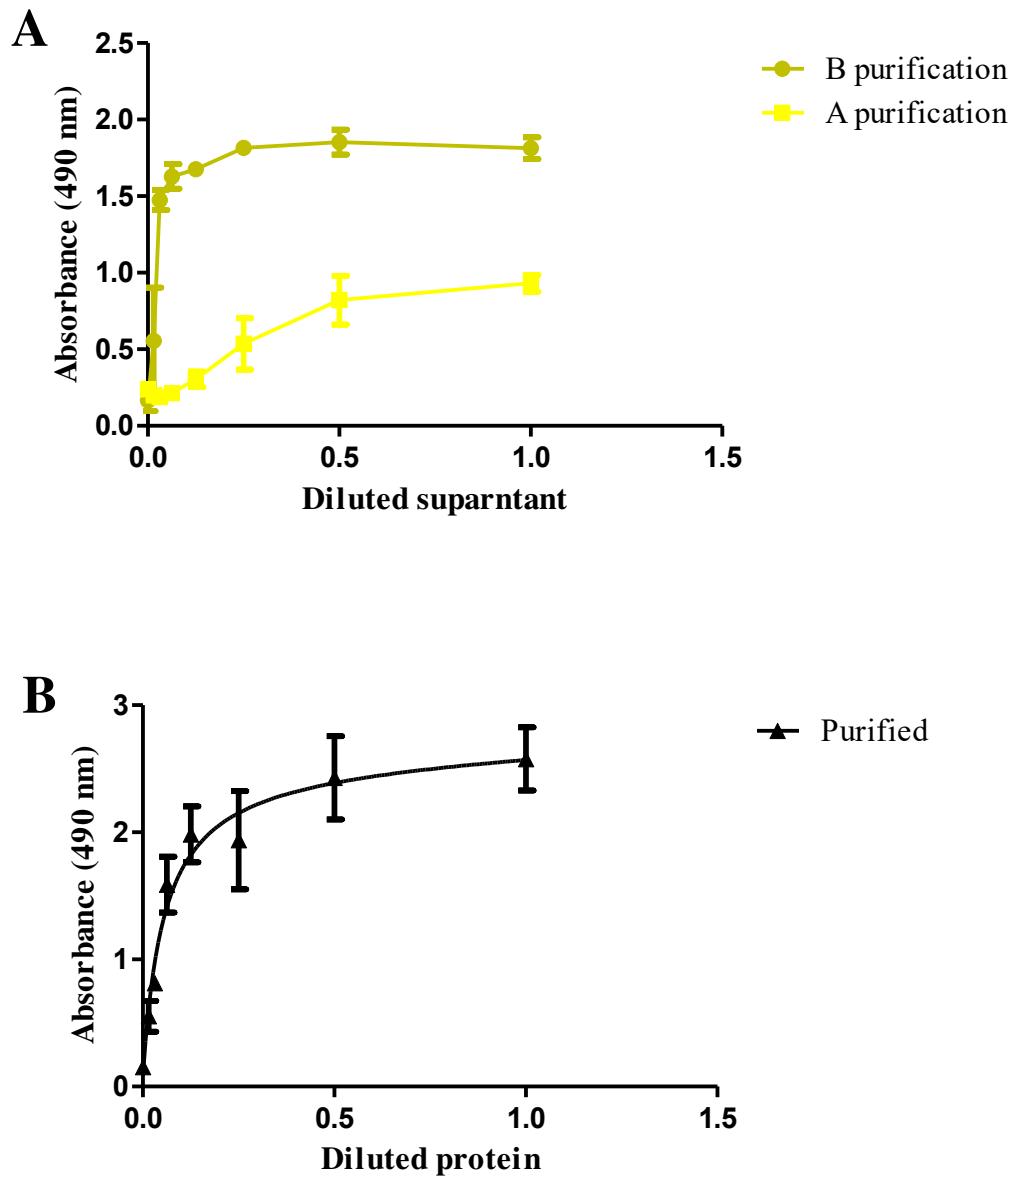 A
2.5
2.0
1.5
1.0
0.5
0.0
Absorbance (490 nm)
0.0 0.5 1.0 1.5
Diluted suparntant
B purification
A purification
B
3
2
1
0
Absorbance (490 nm)
0.0 0.5 1.0 1.5
Diluted protein
Purified